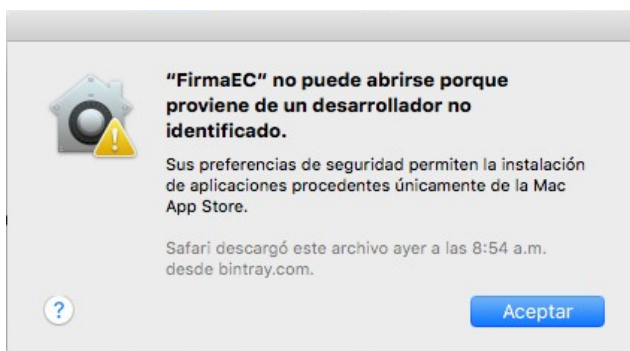 “FirmaEC” no puede abrirse porque
proviene de un desarrollador no
identificado.
Sus preferencias de seguridad permiten la instalación
de aplicaciones procedentes únicamente de la Mac
App Store.
Safari descargó este archivo ayer a las 8:54 a.m.
desde bintray.com.
?
Aceptar